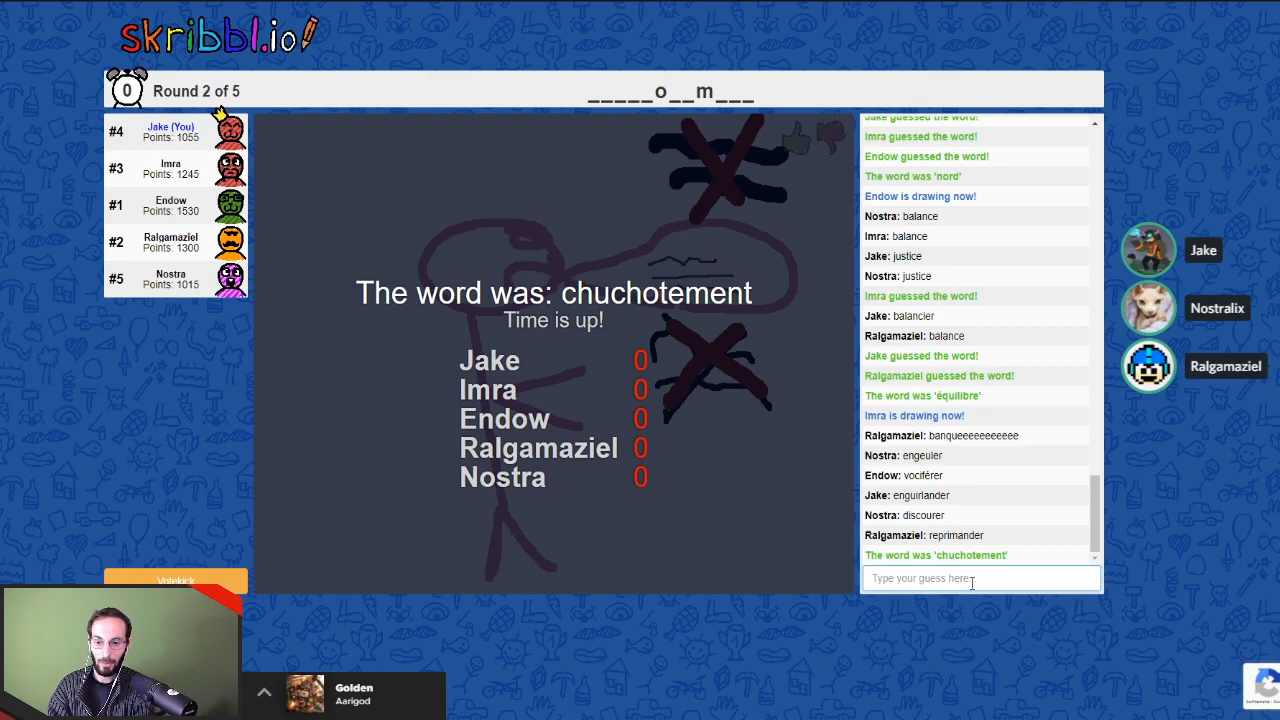 skribbl.io
0
Round 2 of 5
_____o__m___
#4
Jake (You)
Points: 1055
#3
Imra
Points: 1245
#1
Endow
Points: 1530
#2
Ralgamaziel
Points: 1300
#5
Nostra
Points: 1015
Votekick
The word was: chuchotement
Time is up!
Jake 0
Imra 0
Endow 0
Ralgamaziel 0
Nostra 0
Jake guessed the word!
Imra guessed the word!
Endow guessed the word!
The word was 'nord'
Endow is drawing now!
Nostra: balance
Imra: balance
Jake: justice
Nostra: justice
Imra guessed the word!
Jake: balancier
Ralgamaziel: balance
Jake guessed the word!
Ralgamaziel guessed the word!
The word was 'équilibre'
Imra is drawing now!
Ralgamaziel: banqueeeeeeeeeee
Nostra: engeuler
Endow: vociférer
Jake: enguirlander
Nostra: discourer
Ralgamaziel: reprimander
The word was 'chuchotement'
Type your guess here...
Jake
Nostralix
Ralgamaziel
Golden
Aarigod